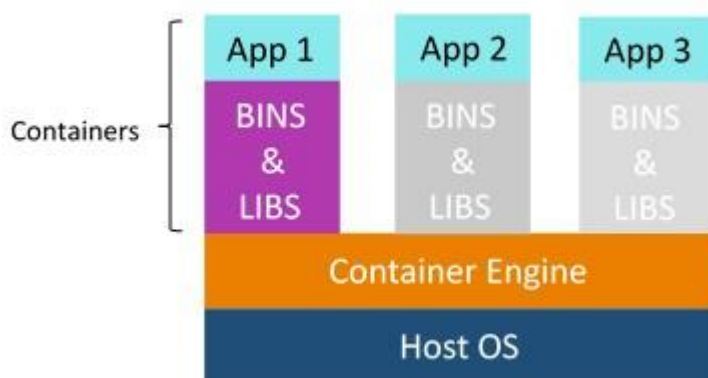 App 1
App 2
App 3
Containers
BINS
&
LIBS
BINS
&
LIBS
BINS
&
LIBS
Container Engine
Host OS